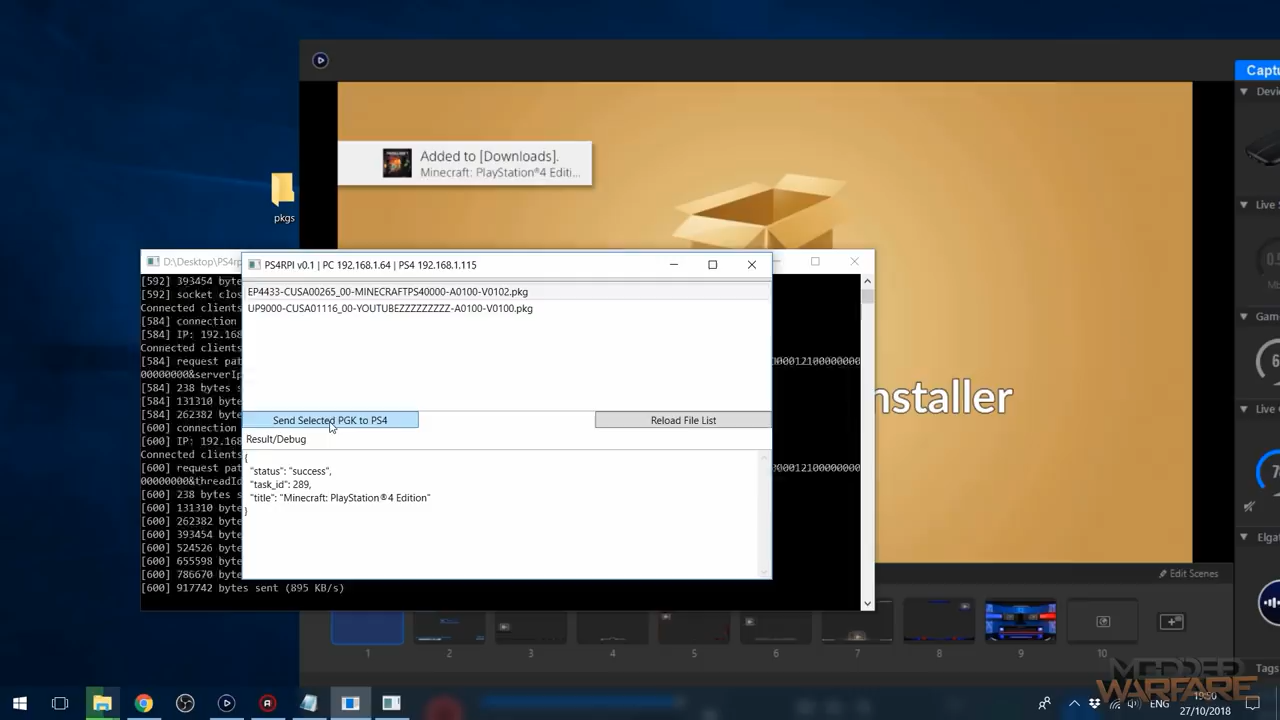 Captu
Devic
Added to [Downloads].
Minecraft: PlayStation®4 Editi...
pkgs
Live S
D:\Desktop\PS4rp
PS4RPI v0.1 | PC 192.168.1.64 | PS4 192.168.1.115
[592] 393454 byte
[592] socket clos
Connected clients
[584] connection
[584] IP: 192.168
Connected clients
[584] request pat
00000000&serverIp
[584] 238 bytes s
[584] 131310 byte
[584] 262382 byte
[600] connection
[600] IP: 192.168
Connected clients
[600] request pat
00000000&threadId
[600] 238 bytes s
[600] 131310 byte
[600] 262382 byte
[600] 393454 byte
[600] 524526 byte
[600] 655598 byte
[600] 786670 byte
[600] 917742 bytes sent (895 KB/s)
EP4433-CUSA00265_00-MINECRAFTPS40000-A0100-V0102.pkg
UP9000-CUSA01116_00-YOUTUBEZZZZZZZZZ-A0100-V0100.pkg
Send Selected PGK to PS4
Reload File List
Result/Debug
{
"status": "success",
"task_id": 289,
"title": "Minecraft: PlayStation®4 Edition"
}
nstaller
Game
Live G
Elgat
Edit Scenes
1 2 3 4 5 6 7 8 9 10
Tags
MODDED
WARFARE
ENG
19:50
27/10/2018